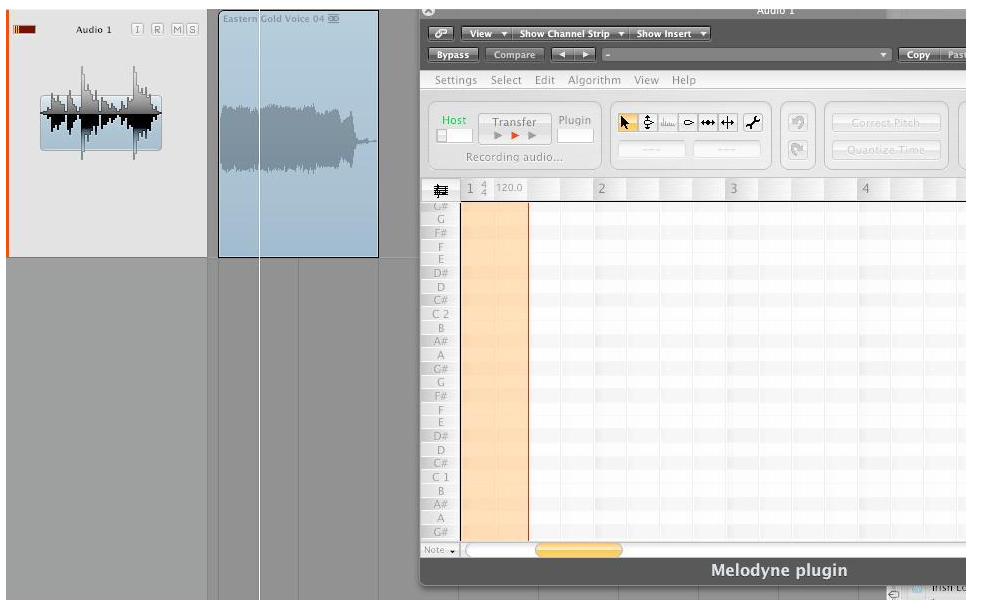 Audio 1 I R M S
Eastern Gold Voice 04
Audio 1
View Show Channel Strip Show Insert
Bypass Compare - Copy
Settings Select Edit Algorithm View Help
Host Transfer Plugin
Recording audio...
--- ---
Correct Pitch
Quantize Time...
1 4/4 120.0 2 3 4
G#
G
F#
F
E
D#
D
C#
C 2
B
A#
A
G#
G
F#
F
E
D#
D
C#
C 1
B
A#
A
G#
Note
Melodyne plugin